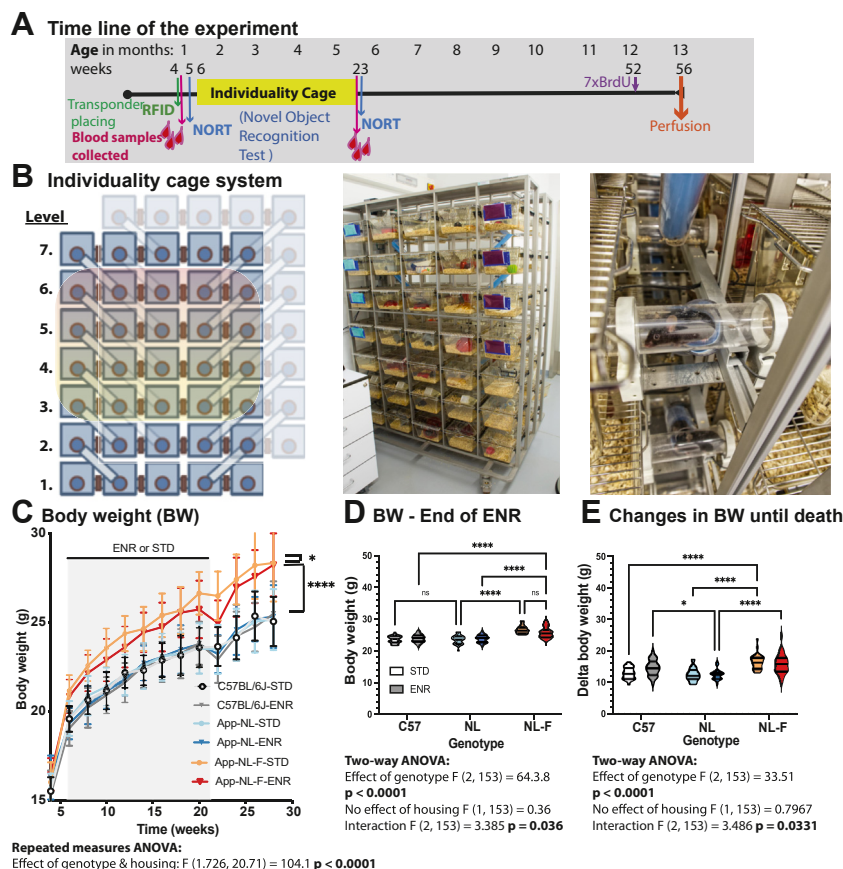 A Time line of the experiment
Age in months: 1 2 3 4 5 6 7 8 9 10 11 12 13
weeks 4 5 6 23 52 56
Individuality Cage
7xBrdU
Transponder
placing
RFID
Blood samples
collected
NORT
(Novel Object
Recognition
Test )
NORT
Perfusion
B Individuality cage system
Level
7.
6.
5.
4.
3.
2.
1.
C Body weight (BW)
ENR or STD
*
****
30
25
20
15
Body weight (g)
5 10 15 20 25 30
Time (weeks)
C57BL/6J-STD
C57BL/6J-ENR
App-NL-STD
App-NL-ENR
App-NL-F-STD
App-NL-F-ENR
Repeated measures ANOVA:
Effect of genotype & housing: F (1.726, 20.71) = 104.1 p < 0.0001
D BW - End of ENR
****
****
ns **** ns
50
40
30
20
10
0
Body weight (g)
STD
ENR
C57 NL NL-F
Genotype
Two-way ANOVA:
Effect of genotype F (2, 153) = 64.3.8
p < 0.0001
No effect of housing F (1, 153) = 0.36
Interaction F (2, 153) = 3.385 p = 0.036
E Changes in BW until death
****
****
* ****
50
40
30
20
10
0
Delta body weight (g)
C57 NL NL-F
Genotype
Two-way ANOVA:
Effect of genotype F (2, 153) = 33.51
p < 0.0001
No effect of housing F (1, 153) = 0.7967
Interaction F (2, 153) = 3.486 p = 0.0331